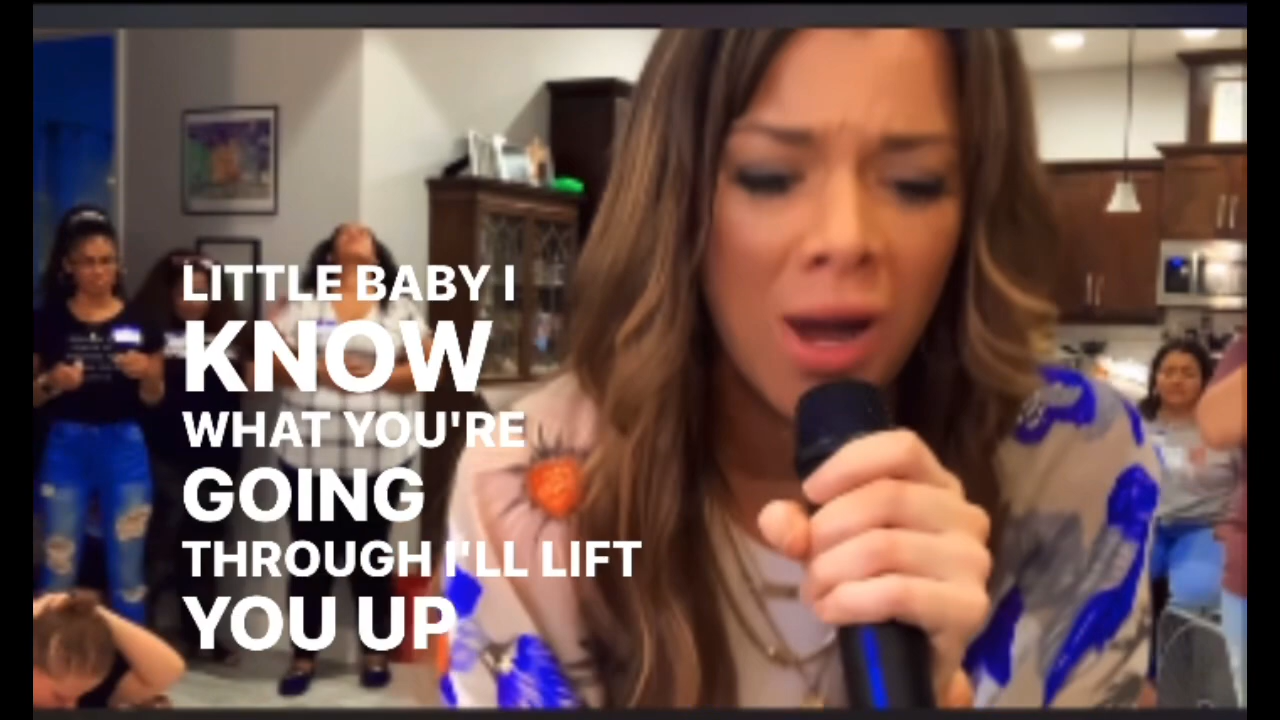 LITTLE BABY I
KNOW
WHAT YOU'RE
GOING
THROUGH I'LL LIFT
YOU UP